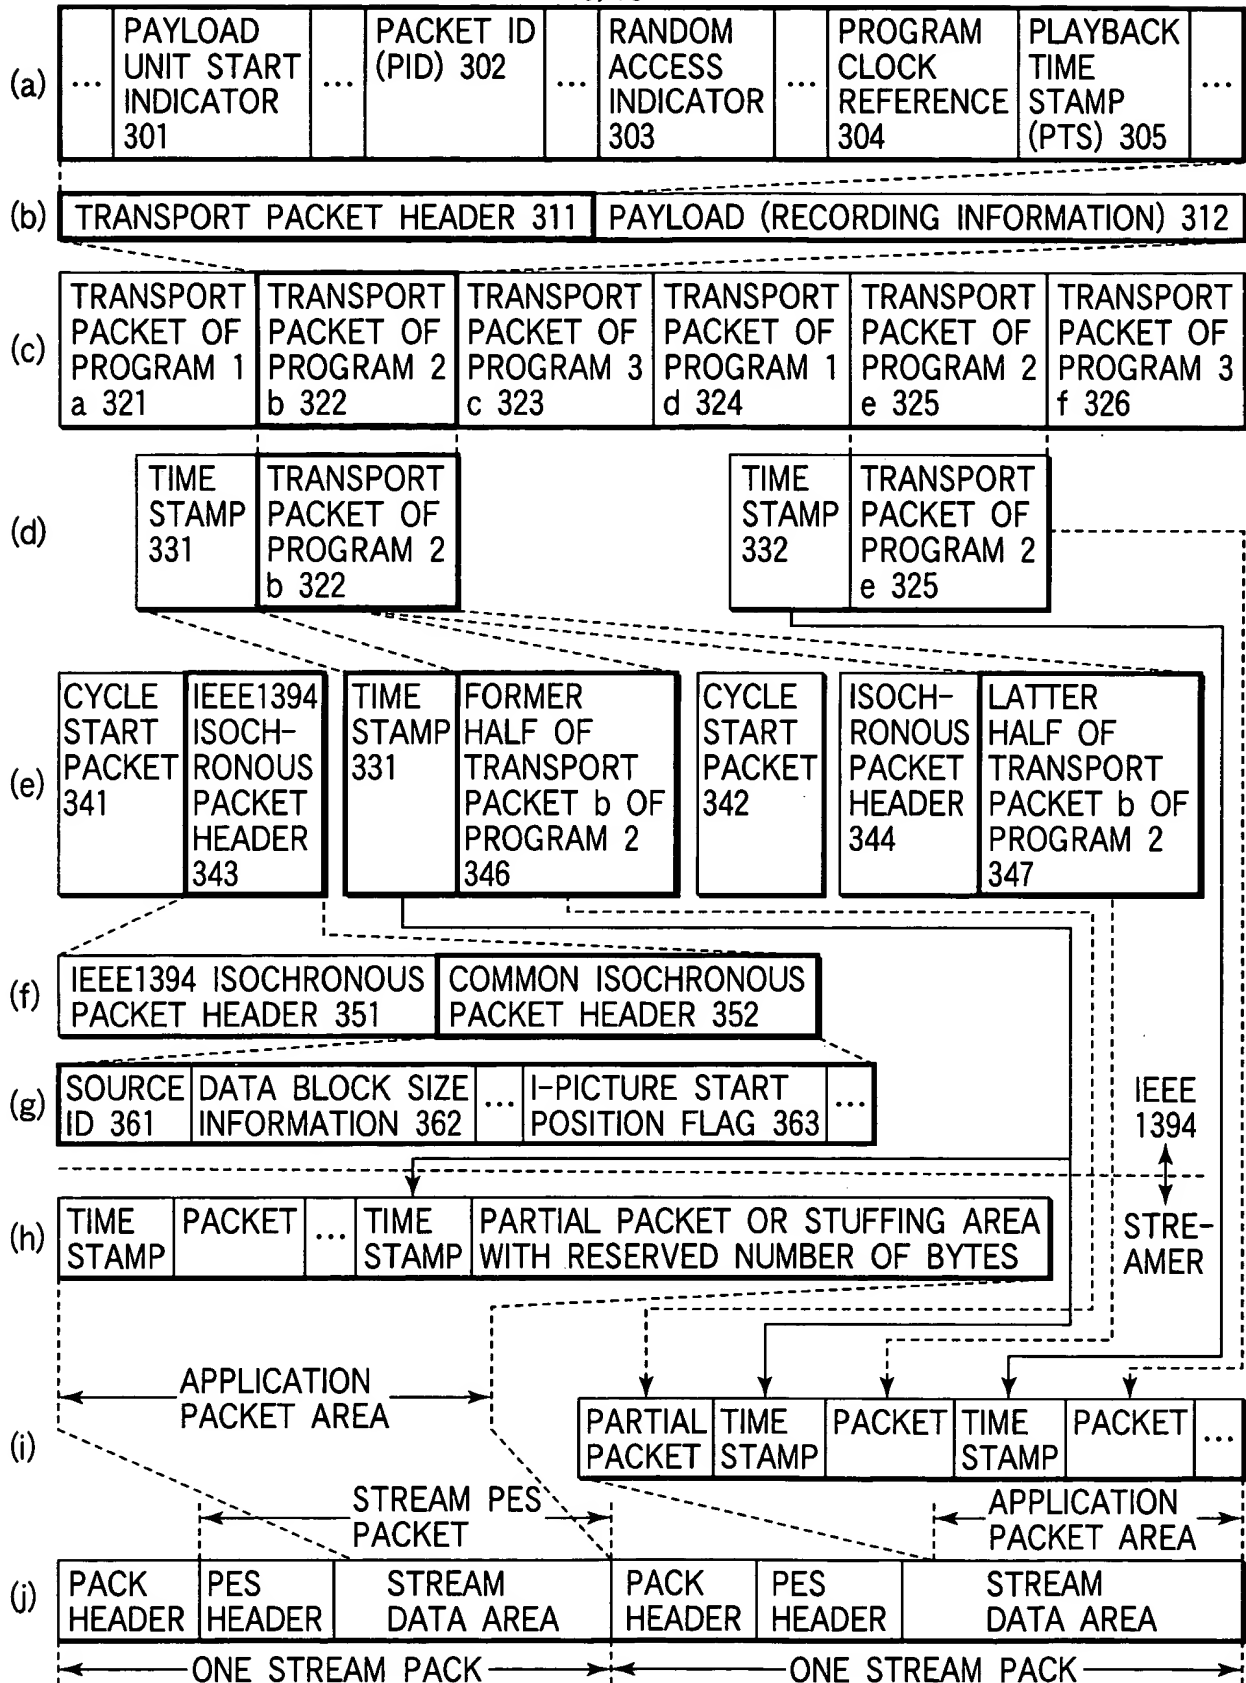 (a)
...
PAYLOAD
UNIT START
INDICATOR
301
...
PACKET ID
(PID) 302
...
RANDOM
ACCESS
INDICATOR
303
...
PROGRAM
CLOCK
REFERENCE
304
PLAYBACK
TIME
STAMP
(PTS) 305
...
(b)
TRANSPORT PACKET HEADER 311
PAYLOAD (RECORDING INFORMATION) 312
(c)
TRANSPORT
PACKET OF
PROGRAM 1
a 321
TRANSPORT
PACKET OF
PROGRAM 2
b 322
TRANSPORT
PACKET OF
PROGRAM 3
c 323
TRANSPORT
PACKET OF
PROGRAM 1
d 324
TRANSPORT
PACKET OF
PROGRAM 2
e 325
TRANSPORT
PACKET OF
PROGRAM 3
f 326
(d)
TIME
STAMP
331
TRANSPORT
PACKET OF
PROGRAM 2
b 322
TIME
STAMP
332
TRANSPORT
PACKET OF
PROGRAM 2
e 325
(e)
CYCLE
START
PACKET
341
IEEE1394
ISOCH-
RONOUS
PACKET
HEADER
343
TIME
STAMP
331
FORMER
HALF OF
TRANSPORT
PACKET b OF
PROGRAM 2
346
CYCLE
START
PACKET
342
ISOCH-
RONOUS
PACKET
HEADER
344
LATTER
HALF OF
TRANSPORT
PACKET b OF
PROGRAM 2
347
(f)
IEEE1394 ISOCHRONOUS
PACKET HEADER 351
COMMON ISOCHRONOUS
PACKET HEADER 352
(g)
SOURCE
ID 361
DATA BLOCK SIZE
INFORMATION 362
...
I-PICTURE START
POSITION FLAG 363
...
IEEE
1394
(h)
TIME
STAMP
PACKET
...
TIME
STAMP
PARTIAL PACKET OR STUFFING AREA
WITH RESERVED NUMBER OF BYTES
STRE-
AMER
APPLICATION
PACKET AREA
(i)
PARTIAL
PACKET
TIME
STAMP
PACKET
TIME
STAMP
PACKET
...
STREAM PES
PACKET
APPLICATION
PACKET AREA
(j)
PACK
HEADER
PES
HEADER
STREAM
DATA AREA
PACK
HEADER
PES
HEADER
STREAM
DATA AREA
ONE STREAM PACK
ONE STREAM PACK